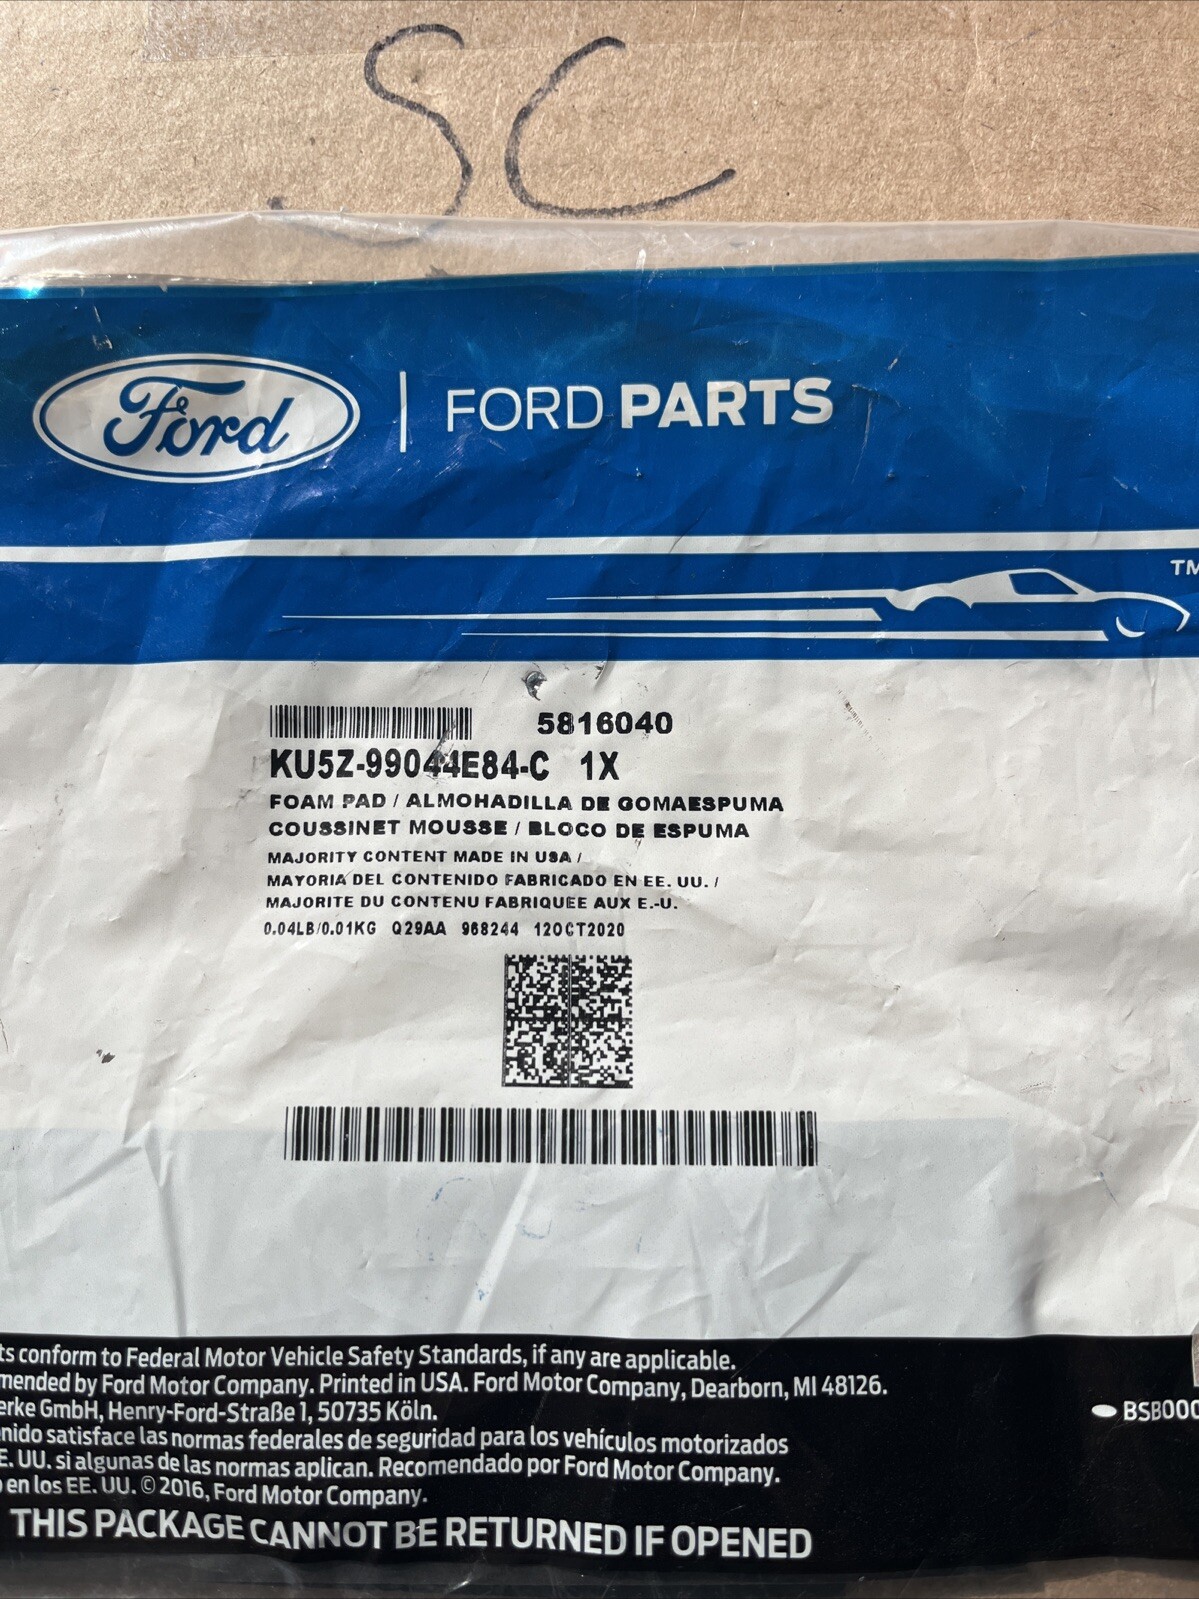 SC
Ford | FORD PARTS
TM
5816040
KU5Z-99044E84-C 1X
FOAM PAD / ALMOHADILLA DE GOMAESPUMA
COUSSINET MOUSSE / BLOCO DE ESPUMA
MAJORITY CONTENT MADE IN USA /
MAYORIA DEL CONTENIDO FABRICADO EN EE. UU. /
MAJORITE DU CONTENU FABRIQUEE AUX E.-U.
0.04LB/0.01KG Q29AA 968244 12OCT2020
ts conform to Federal Motor Vehicle Safety Standards, if any are applicable.
mended by Ford Motor Company. Printed in USA. Ford Motor Company, Dearborn, MI 48126.
erke GmbH, Henry-Ford-Straße 1, 50735 Köln.
BSB000
nido satisface las normas federales de seguridad para los vehículos motorizados
E. UU. si algunas de las normas aplican. Recomendado por Ford Motor Company.
o en los EE. UU. © 2016, Ford Motor Company.
THIS PACKAGE CANNOT BE RETURNED IF OPENED